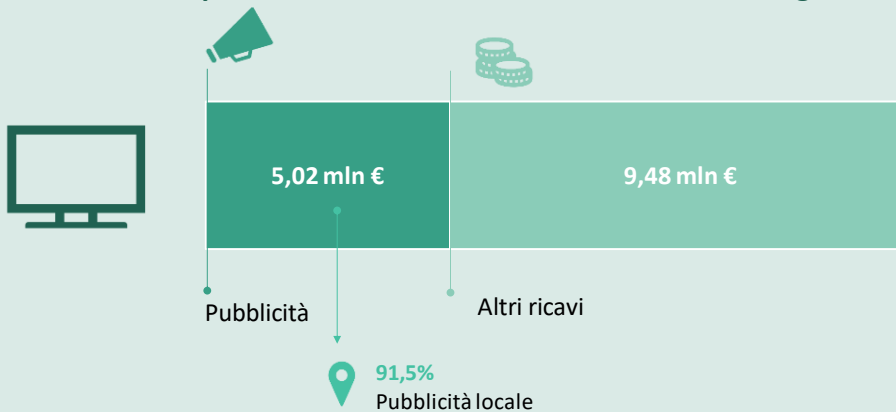 5,02 mln €
9,48 mln €
Pubblicità
Altri ricavi
91,5%
Pubblicità locale